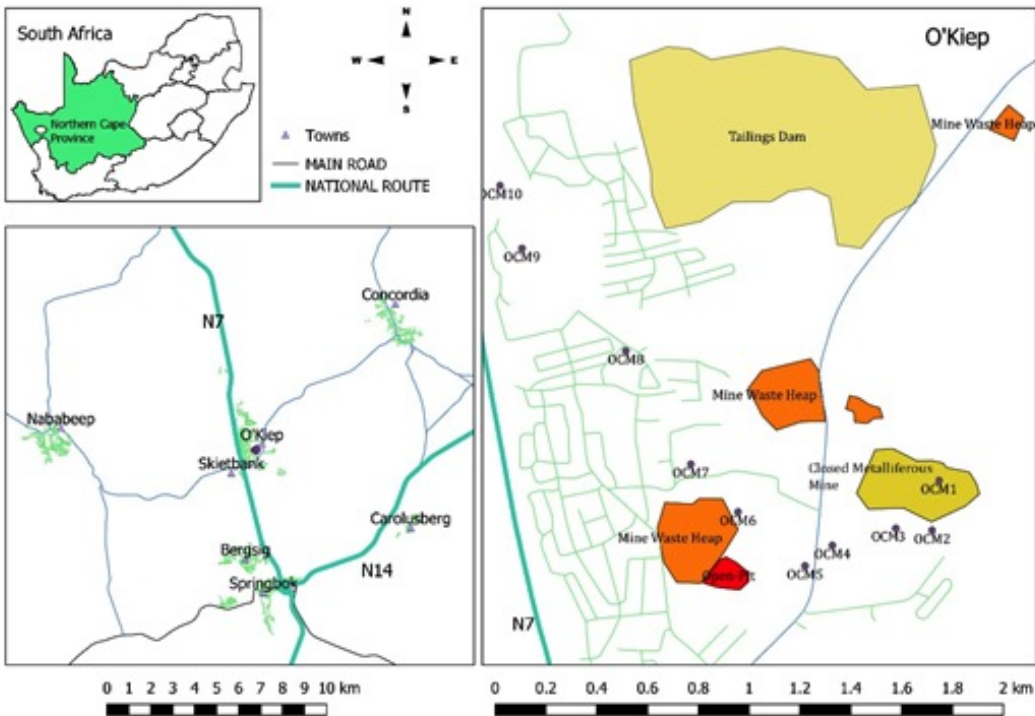 South Africa
Northern Cape
Province
N
W
E
S
Towns
MAIN ROAD
NATIONAL ROUTE
N7
Concordia
Nababeep
O'Kiep
Skietbank
Carolusberg
Bergsig
Springbok
N14
0 1 2 3 4 5 6 7 8 9 10 km
O'Kiep
Mine Waste Heap
Tailings Dam
OCM10
OCM9
OCM8
Mine Waste Heap
OCM7
Closed Metalliferous
Mine
OCM1
OCM6
Mine Waste Heap
OCM3
OCM2
OCM4
OCM5
Open-Pit
N7
0 0.2 0.4 0.6 0.8 1 1.2 1.4 1.6 1.8 2 km